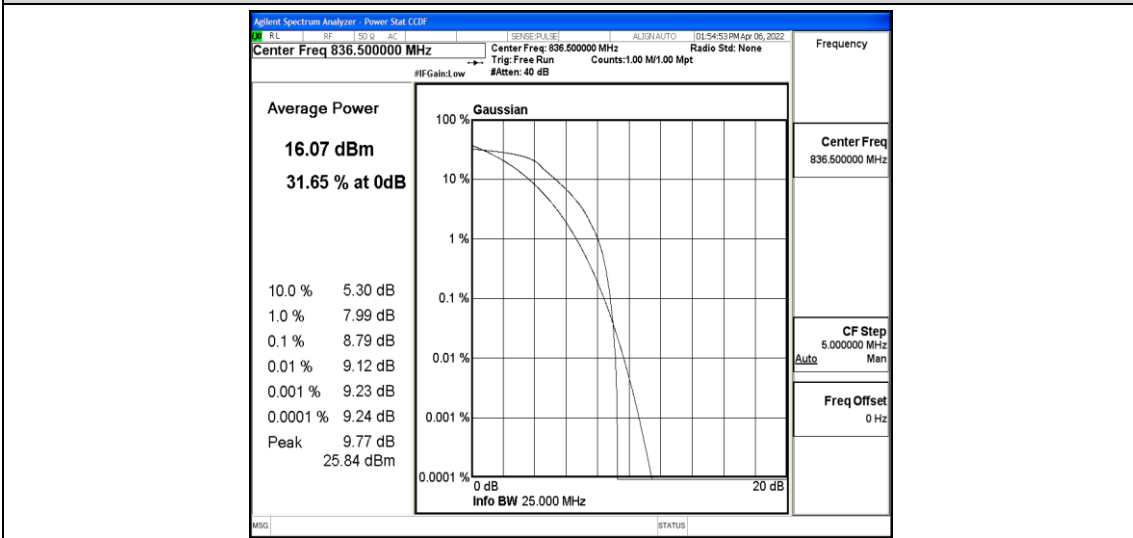 Agilent Spectrum Analyzer - Power Stat CCDF
LXI RL RF 50 Ω AC SENSE:PULSE ALIGN AUTO 01:54:53 PM Apr 06, 2022
Center Freq 836.500000 MHz
Center Freq: 836.500000 MHz Radio Std: None
Trig: Free Run Counts:1.00 M/1.00 Mpt
#IFGain:Low #Atten: 40 dB
Frequency
Average Power
16.07 dBm
31.65 % at 0dB
10.0 % 5.30 dB
1.0 % 7.99 dB
0.1 % 8.79 dB
0.01 % 9.12 dB
0.001 % 9.23 dB
0.0001 % 9.24 dB
Peak 9.77 dB
25.84 dBm
Gaussian
100 %
10 %
1 %
0.1 %
0.01 %
0.001 %
0.0001 %
0 dB 20 dB
Info BW 25.000 MHz
Center Freq
836.500000 MHz
CF Step
5.000000 MHz
Auto Man
Freq Offset
0 Hz
MSG STATUS